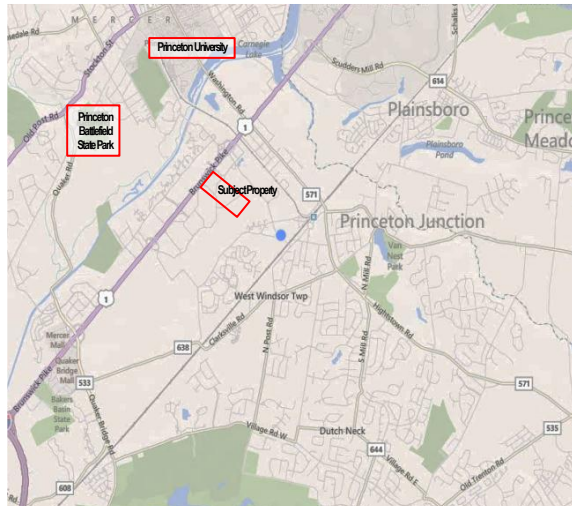 MERCER
Stockton St
Princeton University
Carnegie
Lake
Schalks
Scudders Mill Rd
614
Washington Rd
Plainsboro
Princeton
Battlefield
State Park
Old Post Rd
1
Plainsboro
Pond
Quaker Rd
Brunswick Pike
Subject Property
571
Princeton Junction
Van
Nest
Park
N Mill Rd
West Windsor Twp
1
Clarksville Rd
Hightstown Rd
Mercer
Mall
638
N Post Rd
S Mill Rd
Quaker
Bridge
Mall
533
571
Brunswick Pike
Bakers
Basin
State
Park
Quaker Bridge Rd
Village Rd W
Dutch Neck
535
644
Village Rd E
Old Trenton Rd
608